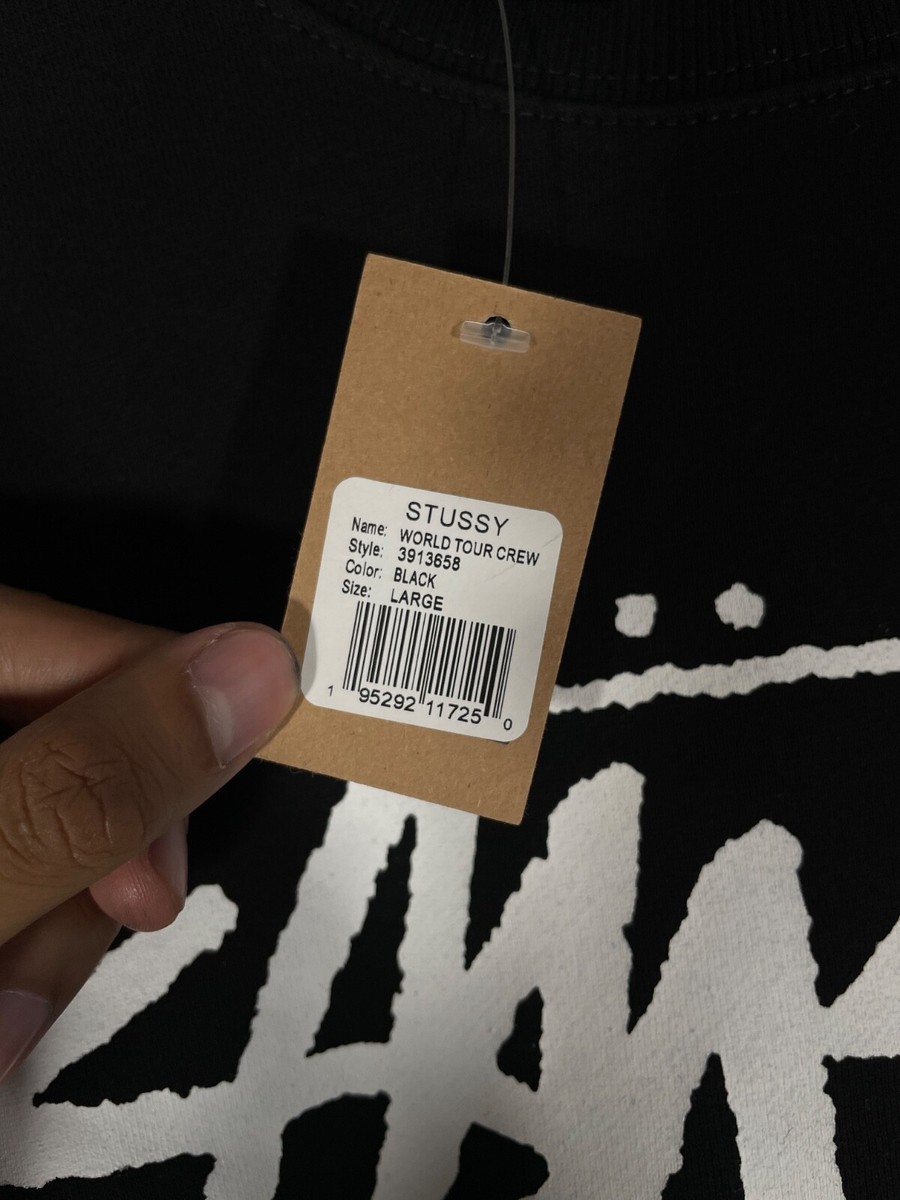 STUSSY
Name: WORLD TOUR CREW
Style: 3913658
Color: BLACK
Size: LARGE
1 95292 11725 0